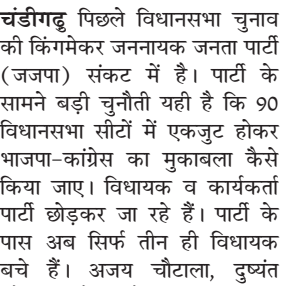 चंडीगढ़ पिछले विधानसभा चुनाव
की किंगमेकर जननायक जनता पार्टी
(जजपा) संकट में है। पार्टी के
सामने बड़ी चुनौती यही है कि 90
विधानसभा सीटों में एकजुट होकर
भाजपा-कांग्रेस का मुकाबला कैसे
किया जाए। विधायक व कार्यकर्ता
पार्टी छोड़कर जा रहे हैं। पार्टी के
पास अब सिर्फ तीन ही विधायक
बचे हैं। अजय चौटाला, दुष्यंत